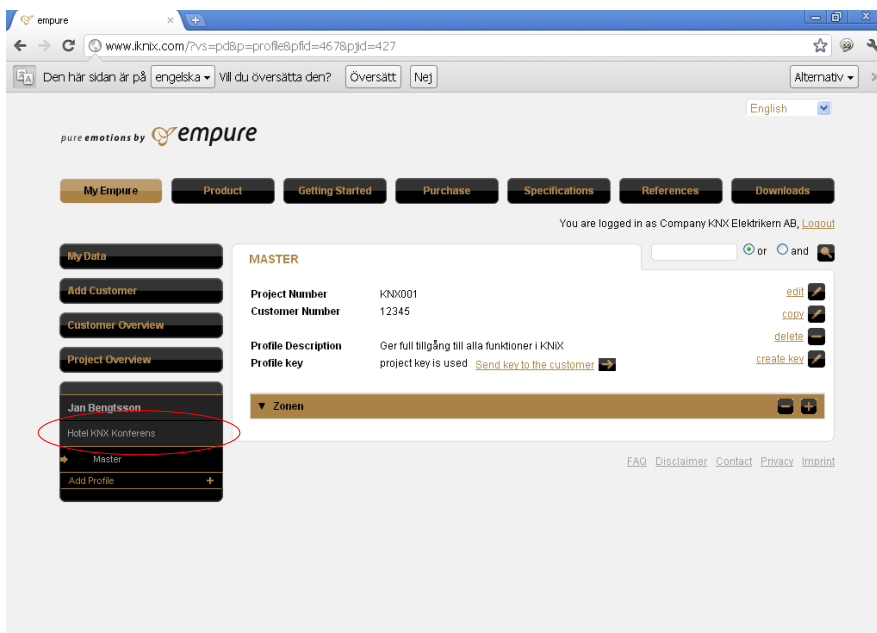 empure
www.iknix.com/?vs=pd&p=profile&pfid=467&pjid=427
Den här sidan är på engelska Vill du översätta den? Översätt Nej Alternativ
English
pure emotions by empure
My Empure Product Getting Started Purchase Specifications References Downloads
You are logged in as Company KNX Elektrikern AB, Logout
My Data
Add Customer
Customer Overview
Project Overview
Jan Bengtsson
Hotel KNX Konferens
Master
Add Profile +
MASTER
or and
Project Number KNX001
Customer Number 12345
Profile Description Ger full tillgång till alla funktioner i KNiX
Profile key project key is used Send key to the customer
edit
copy
delete
create key
Zonen
FAQ Disclaimer Contact Privacy Imprint